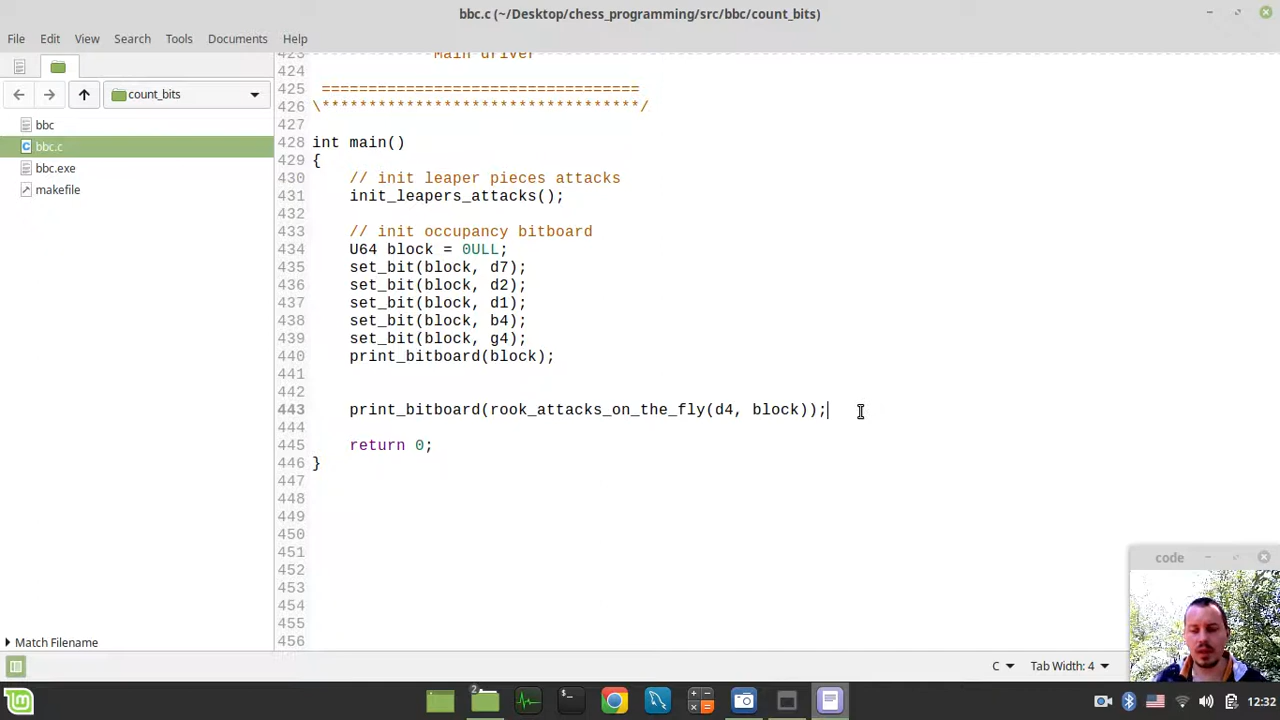 bbc.c (~/Desktop/chess_programming/src/bbc/count_bits)
File Edit View Search Tools Documents Help
count_bits
bbc
bbc.c
bbc.exe
makefile
Match Filename
423 Main driver
424
425 =================================
426 \**********************************/
427
428 int main()
429 {
430 // init leaper pieces attacks
431 init_leapers_attacks();
432
433 // init occupancy bitboard
434 U64 block = 0ULL;
435 set_bit(block, d7);
436 set_bit(block, d2);
437 set_bit(block, d1);
438 set_bit(block, b4);
439 set_bit(block, g4);
440 print_bitboard(block);
441
442
443 print_bitboard(rook_attacks_on_the_fly(d4, block));
444
445 return 0;
446 }
447
448
449
450
451
452
453
454
455
456
code
C Tab Width: 4
2
12:32